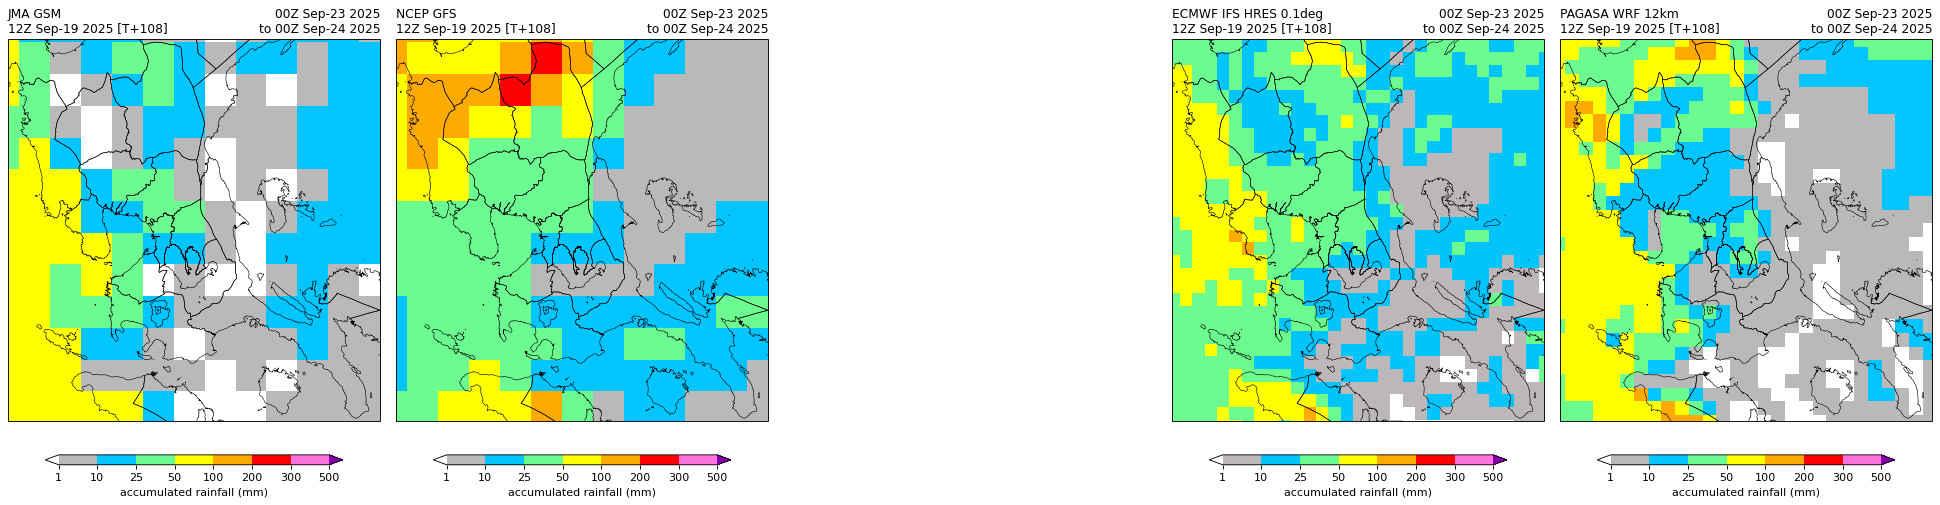 JMA GSM 00Z Sep-23 2025
12Z Sep-19 2025 [T+108] to 00Z Sep-24 2025
1 10 25 50 100 200 300 500
accumulated rainfall (mm)
NCEP GFS 00Z Sep-23 2025
12Z Sep-19 2025 [T+108] to 00Z Sep-24 2025
1 10 25 50 100 200 300 500
accumulated rainfall (mm)
ECMWF IFS HRES 0.1deg 00Z Sep-23 2025
12Z Sep-19 2025 [T+108] to 00Z Sep-24 2025
1 10 25 50 100 200 300 500
accumulated rainfall (mm)
PAGASA WRF 12km 00Z Sep-23 2025
12Z Sep-19 2025 [T+108] to 00Z Sep-24 2025
1 10 25 50 100 200 300 500
accumulated rainfall (mm)